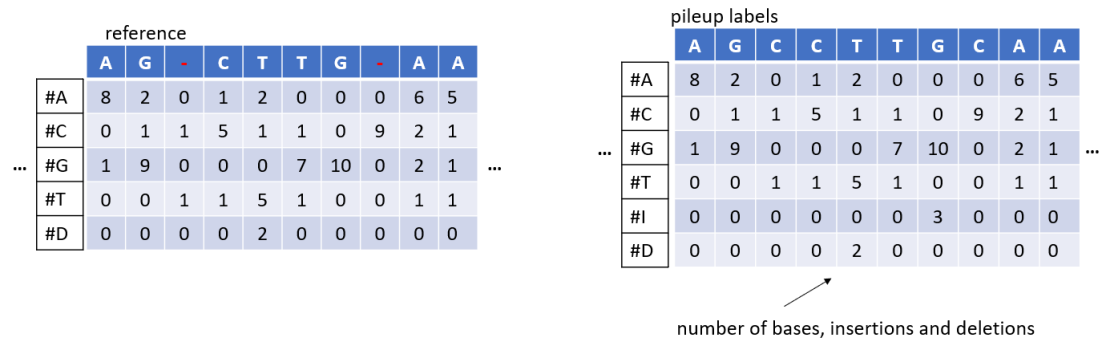 reference
A G - C T T G - A A
#A 8 2 0 1 2 0 0 0 6 5
#C 0 1 1 5 1 1 0 9 2 1
... #G 1 9 0 0 0 7 10 0 2 1 ...
#T 0 0 1 1 5 1 0 0 1 1
#D 0 0 0 0 2 0 0 0 0 0
pileup labels
A G C C T T G C A A
#A 8 2 0 1 2 0 0 0 6 5
#C 0 1 1 5 1 1 0 9 2 1
... #G 1 9 0 0 0 7 10 0 2 1 ...
#T 0 0 1 1 5 1 0 0 1 1
#I 0 0 0 0 0 0 3 0 0 0
#D 0 0 0 0 2 0 0 0 0 0
number of bases, insertions and deletions